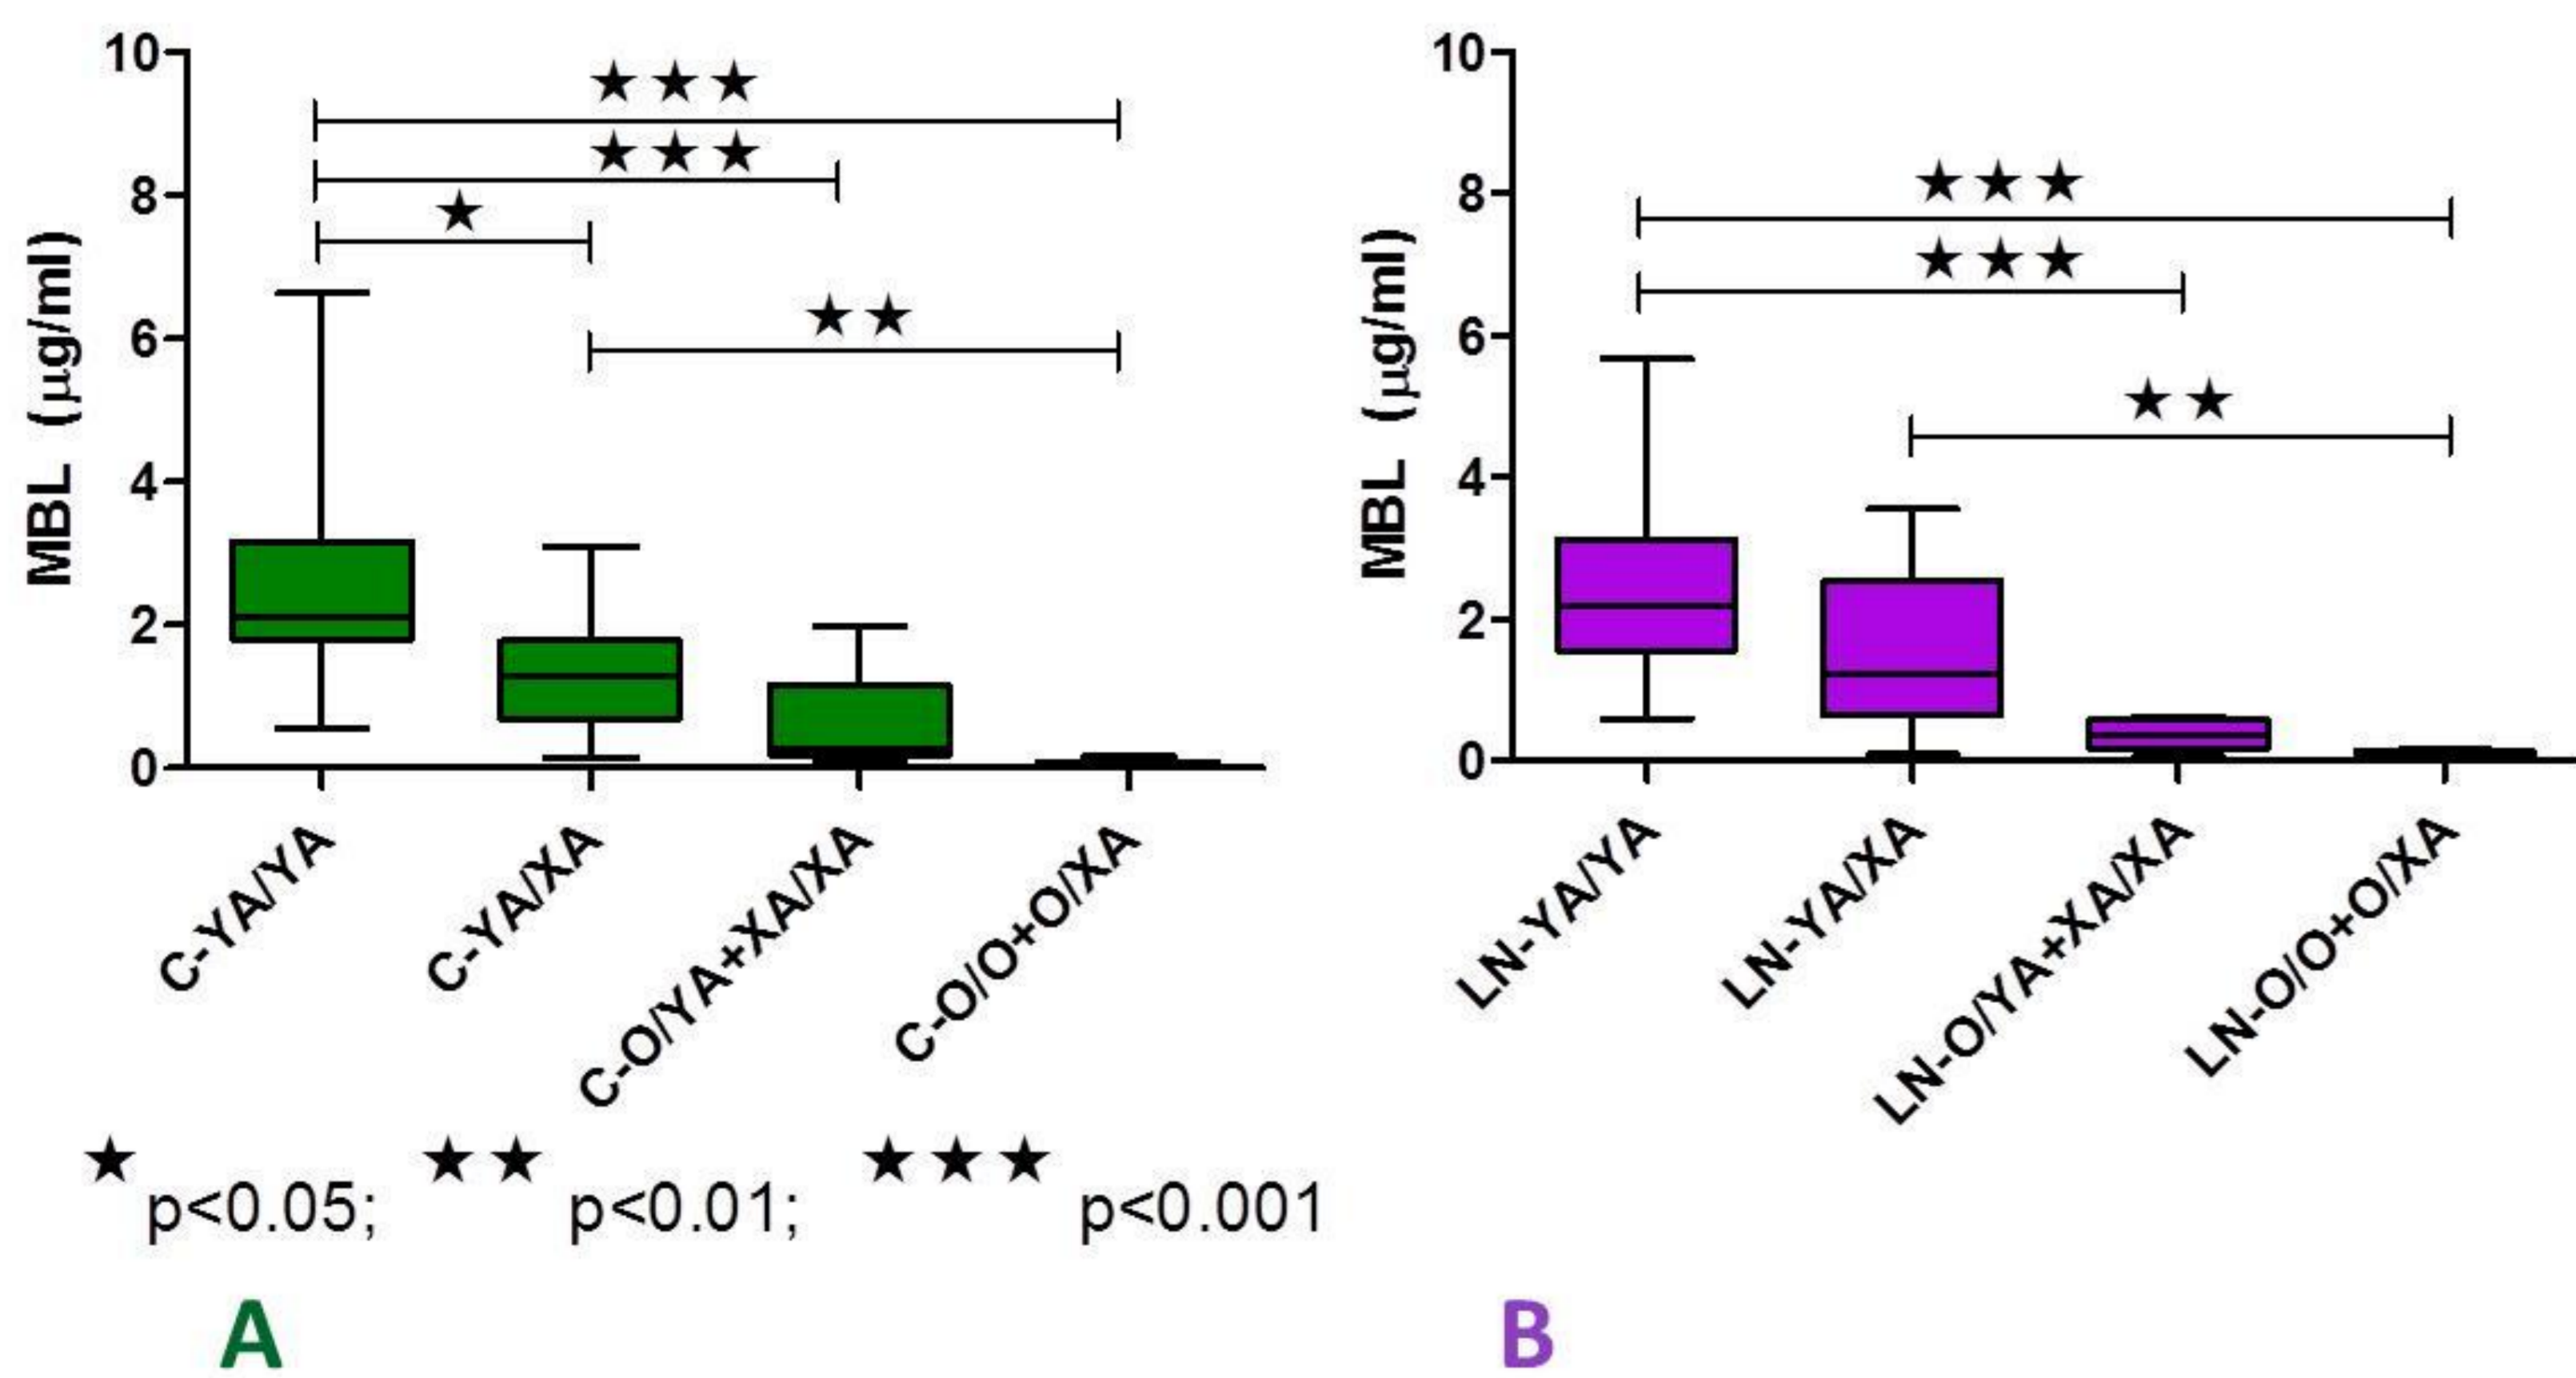 10
8
6
4
2
0
MBL (µg/ml)
★★★
★★★
★
★★
C-YA/YA
C-YA/XA
C-O/YA+XA/XA
C-O/O+O/XA
10
8
6
4
2
0
MBL (µg/ml)
★★★
★★★
★★
LN-YA/YA
LN-YA/XA
LN-O/YA+XA/XA
LN-O/O+O/XA
★ p<0.05; ★★ p<0.01; ★★★ p<0.001
A
B